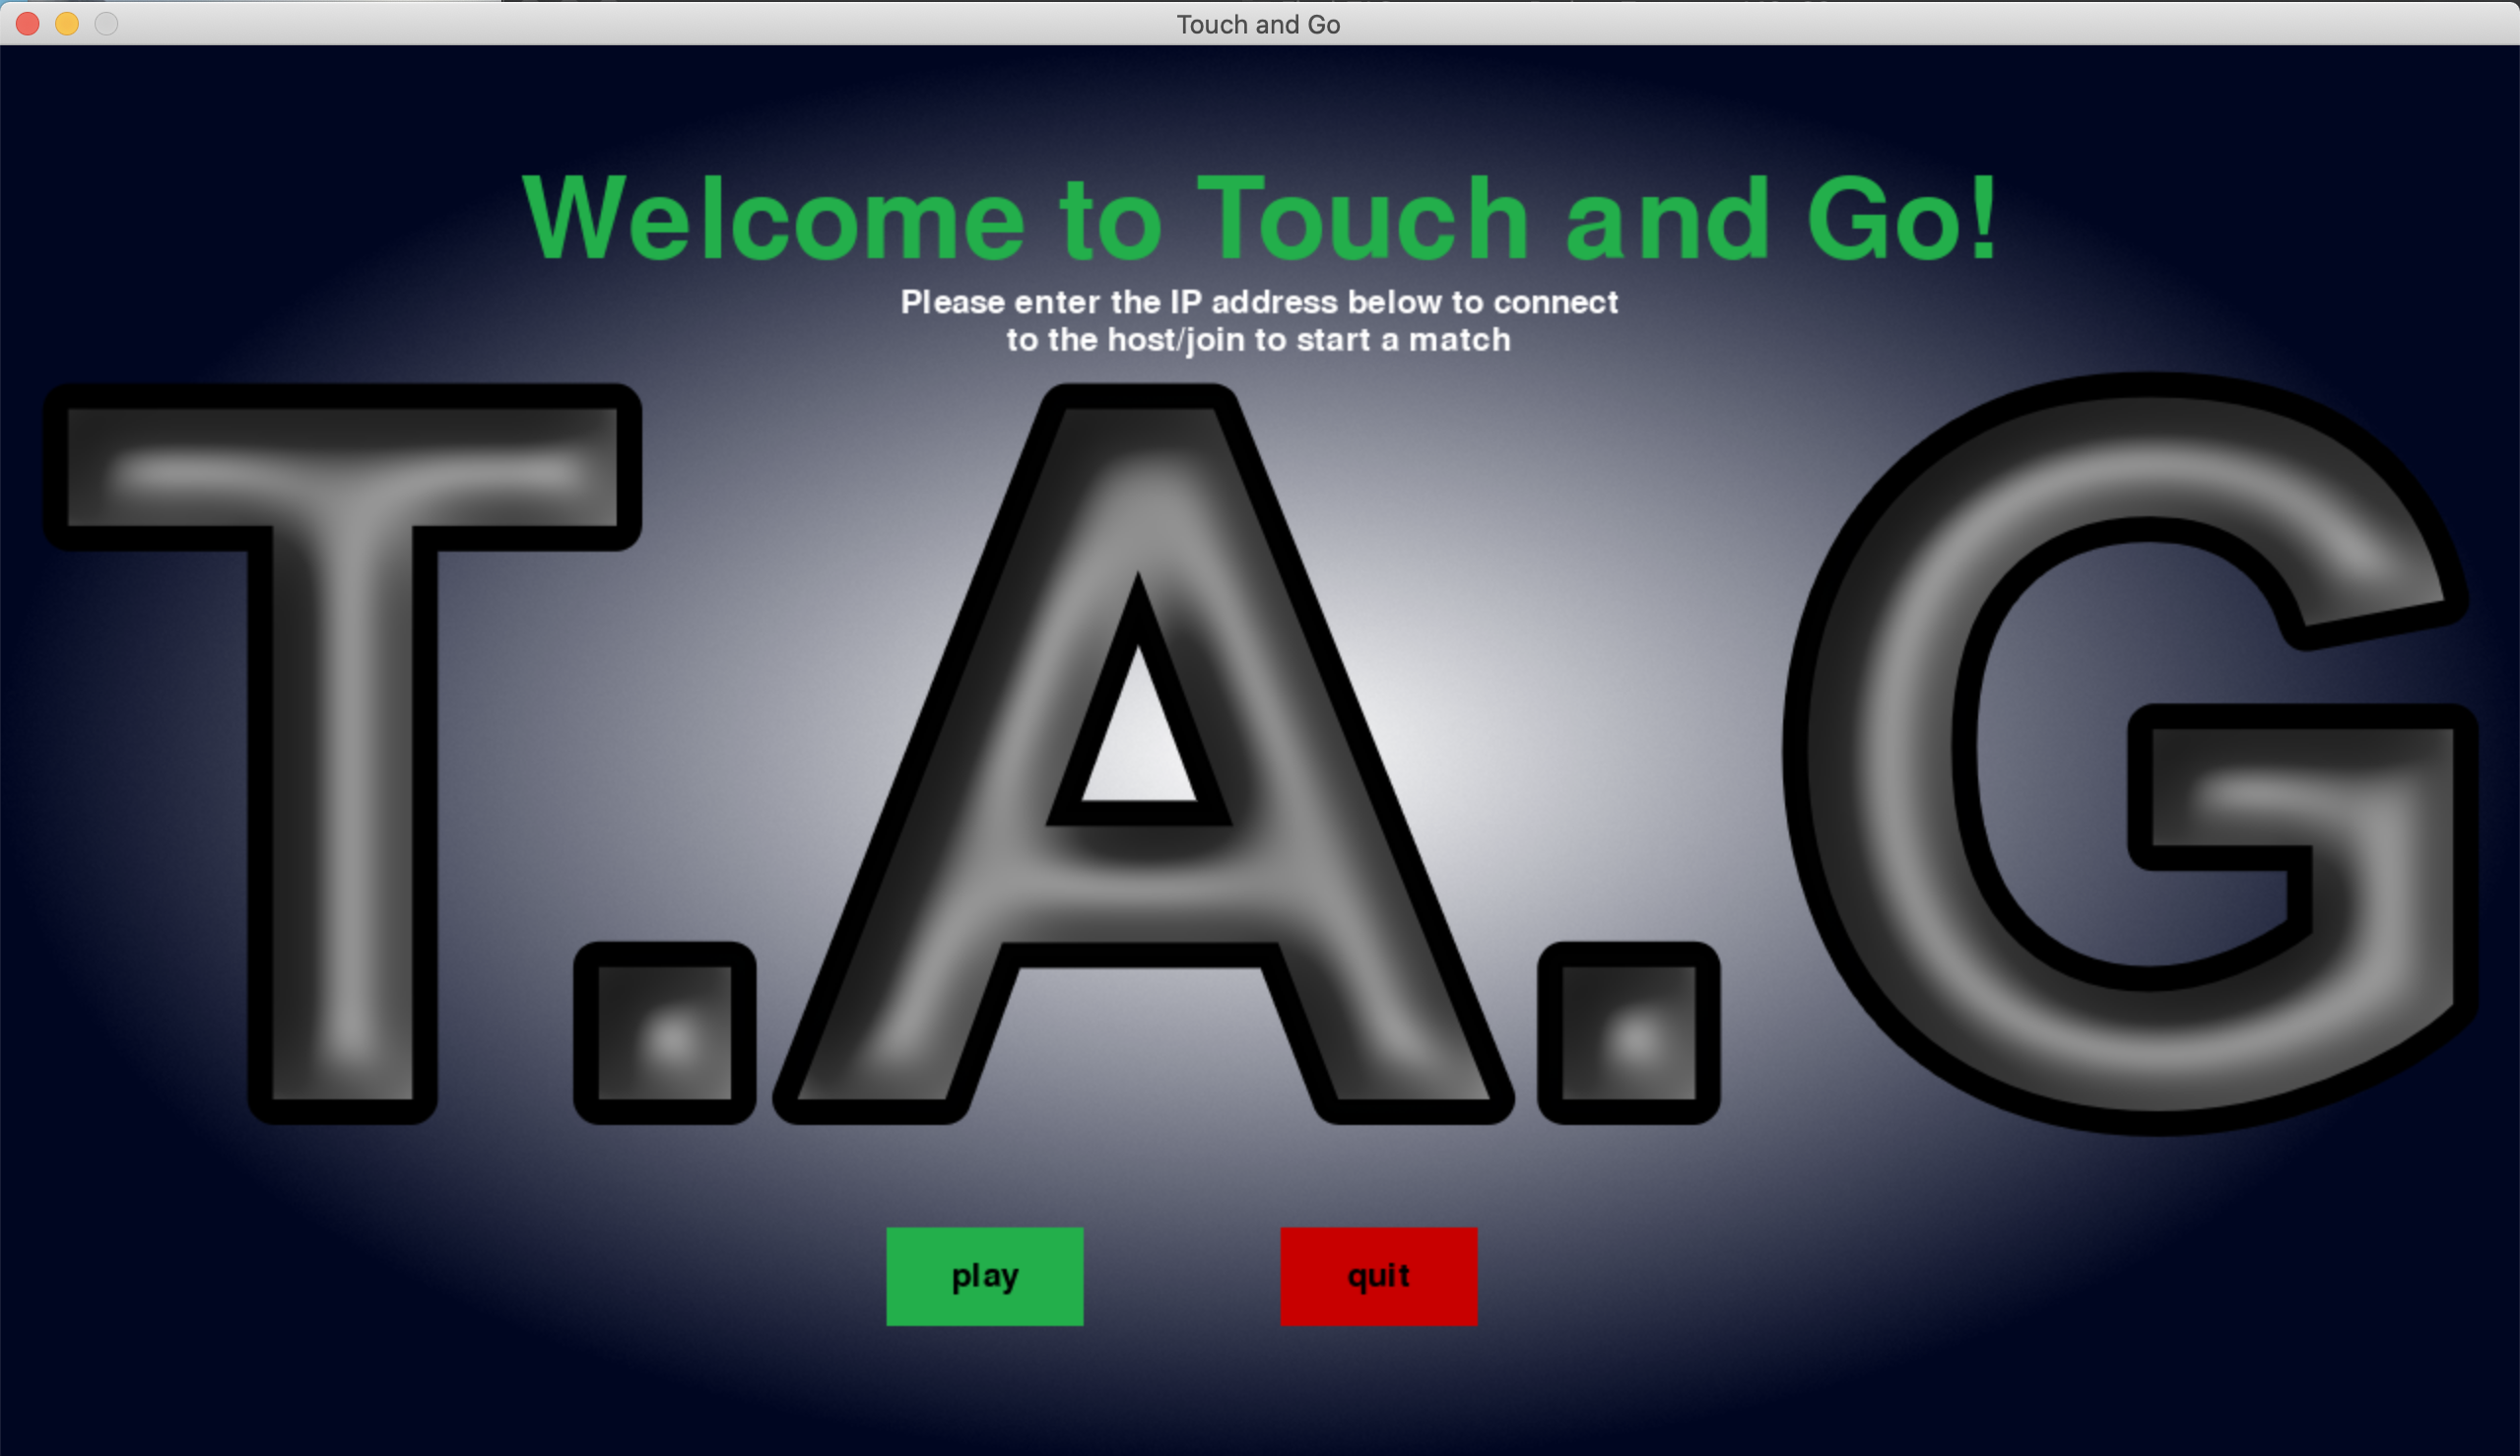 Touch and Go
Welcome to Touch and Go!
Please enter the IP address below to connect
to the host/join to start a match
T.A.G
play
quit